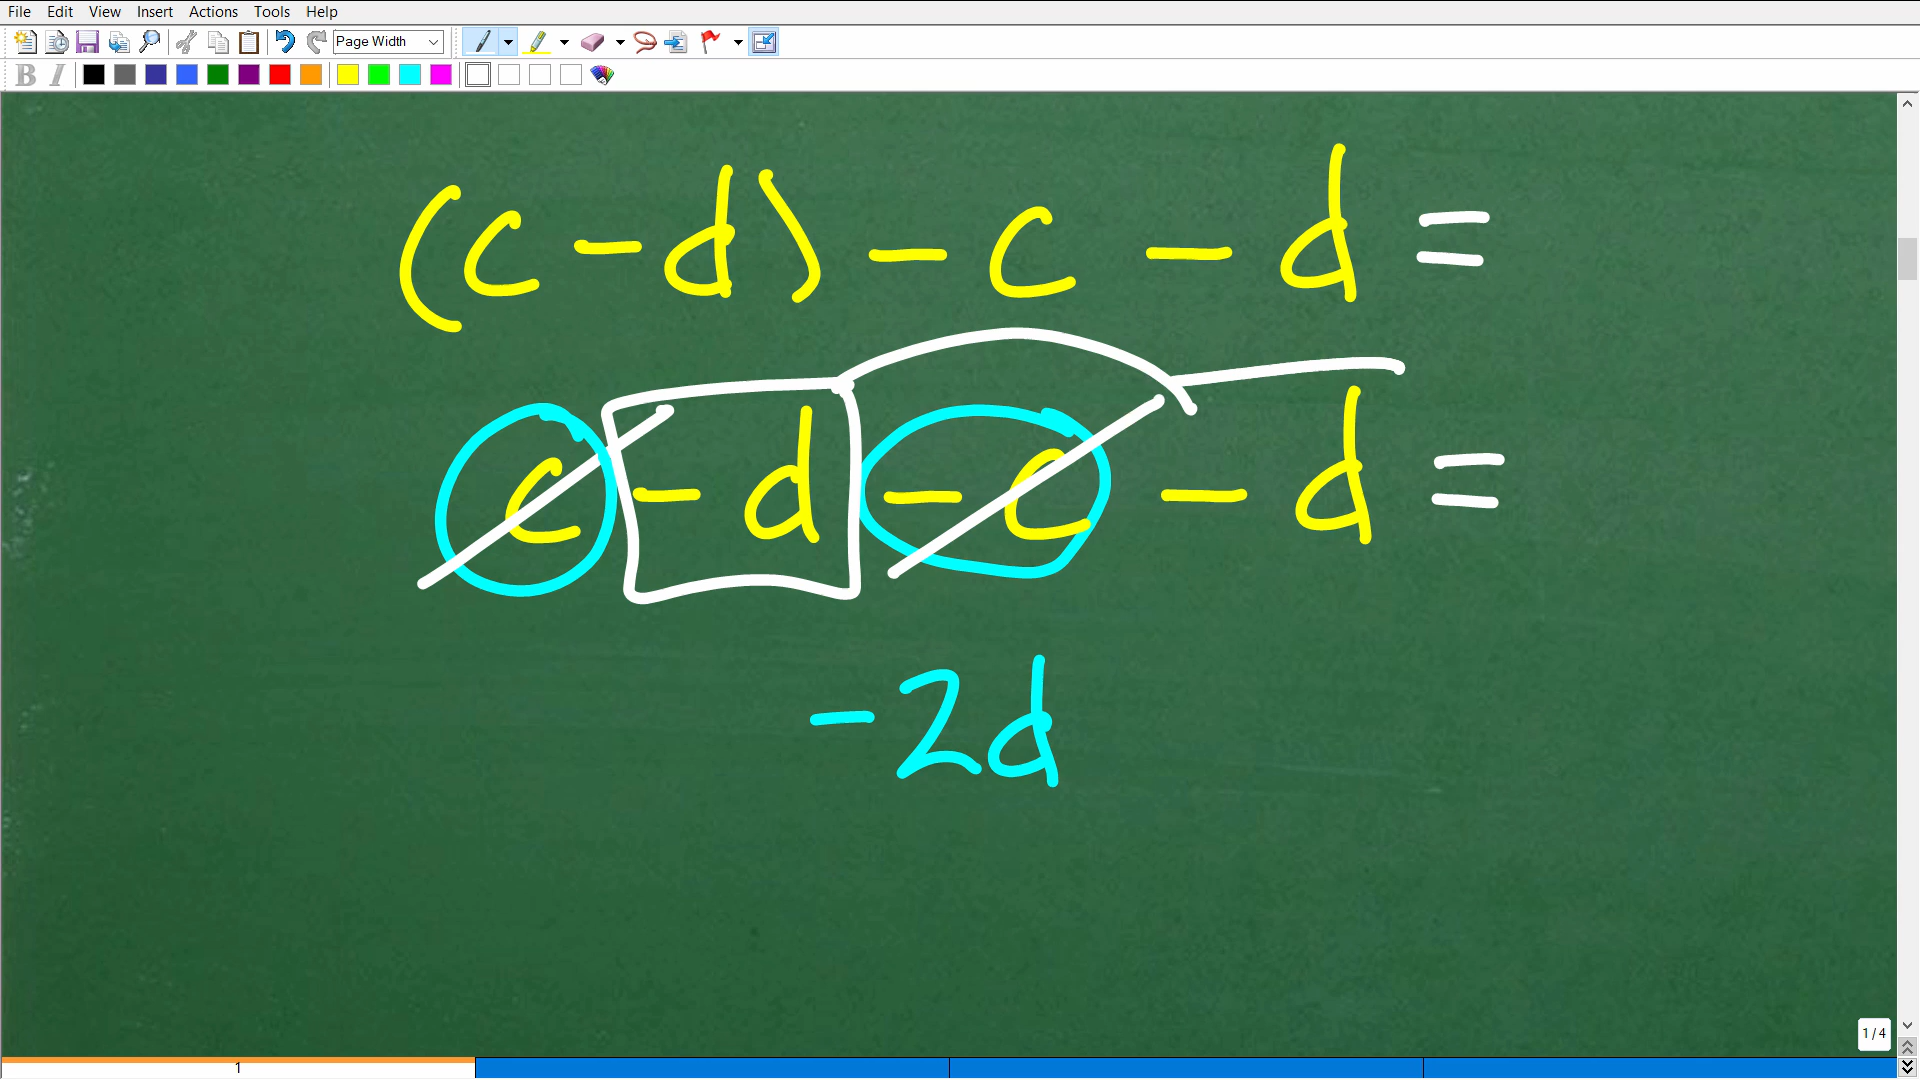 File Edit View Insert Actions Tools Help
Page Width
B I
(c - d) - c - d =
c - d - c - d =
-2d
1 / 4
1